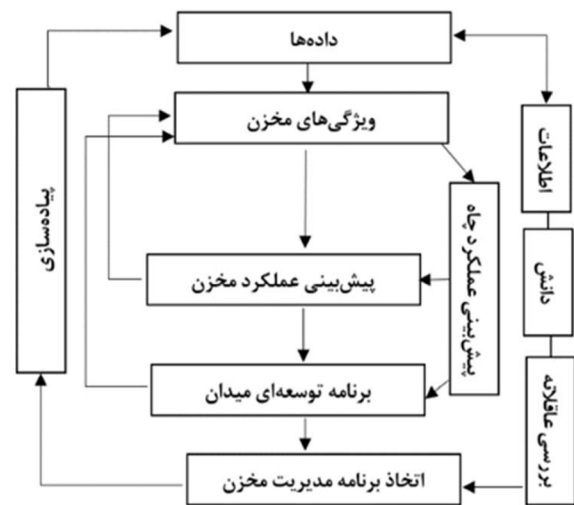 داده‌ها
ویژگی‌های مخزن
اطلاعات
پیاده‌سازی
پیش‌بینی عملکرد چاه
دانش
پیش‌بینی عملکرد مخزن
برنامه توسعه‌ای میدان
بررسی عاقلانه
اتخاذ برنامه مدیریت مخزن